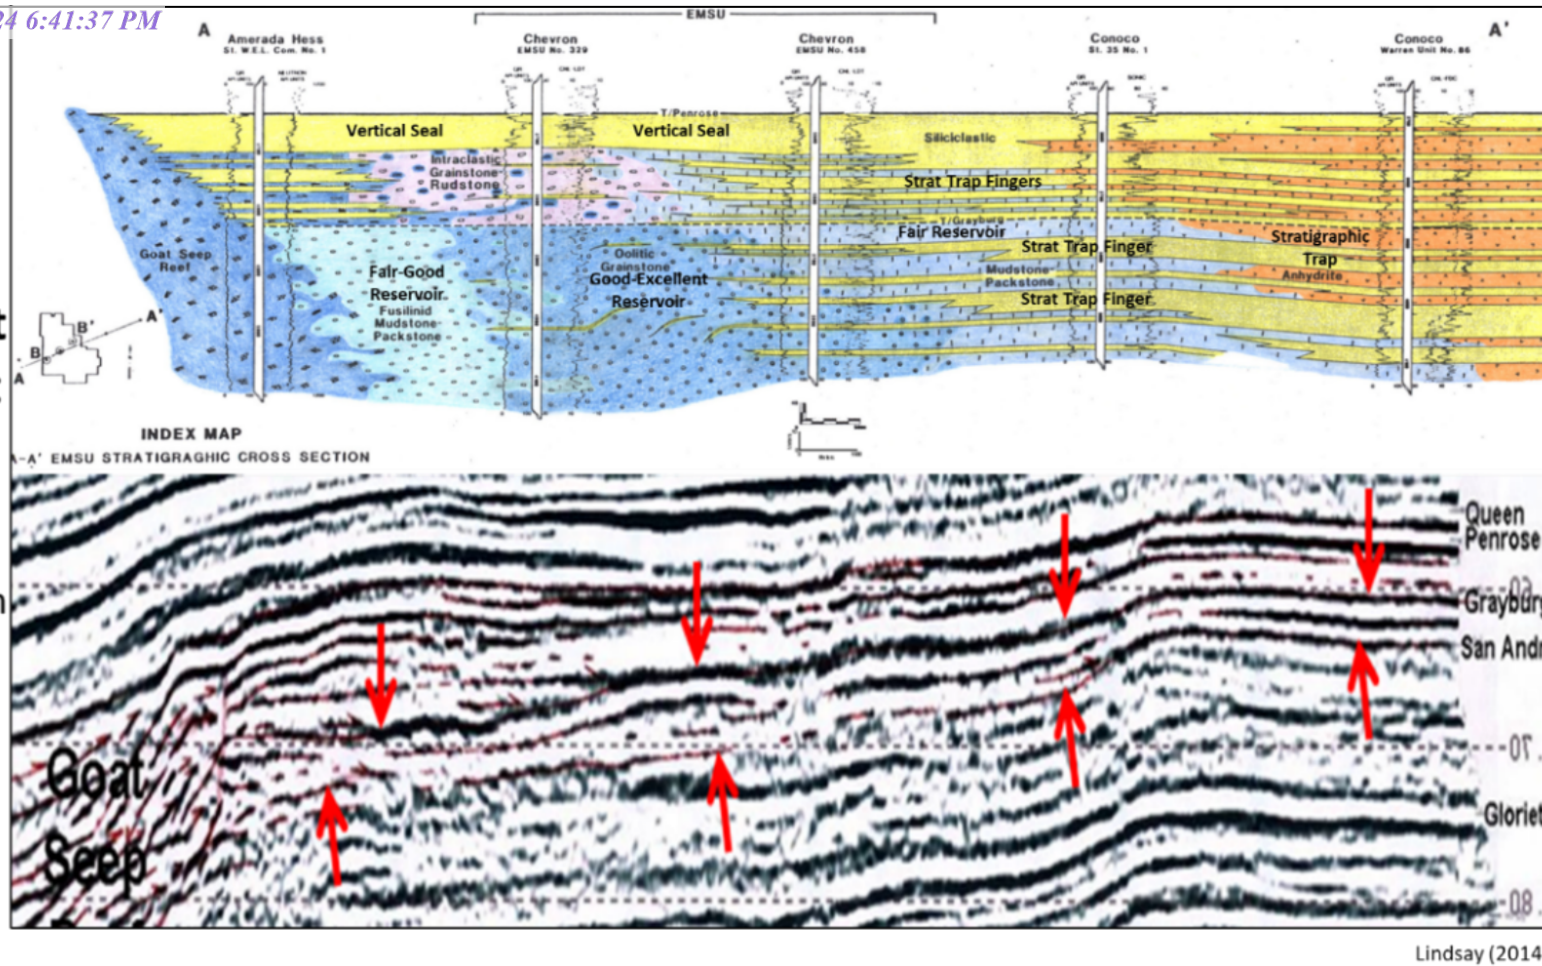 24 6:41:37 PM
EMSU
A
A'
Amerada Hess
St. W.E.L. Com. No. 1
Chevron
EMSU No. 329
Chevron
EMSU No. 458
Conoco
St. 35 No. 1
Conoco
Warren Unit No. 86
T/Penrose
Vertical Seal
Vertical Seal
Siliciclastic
Intraclastic
Grainstone-
Rudstone
Strat Trap Fingers
T/Grayburg
Fair Reservoir
Goat Seep
Reef
Fair-Good
Reservoir
Fusilinid
Mudstone-
Packstone
Oolitic
Grainstone
Good-Excellent
Reservoir
Strat Trap Finger
Mudstone-
Packstone
Strat Trap Finger
Stratigraphic
Trap
Anhydrite
A'
B'
B
A
INDEX MAP
A-A' EMSU STRATIGRAGHIC CROSS SECTION
Queen
Penrose
Grayburg
San Andr
Gloriet
Goat
Seep
07
08
Lindsay (2014